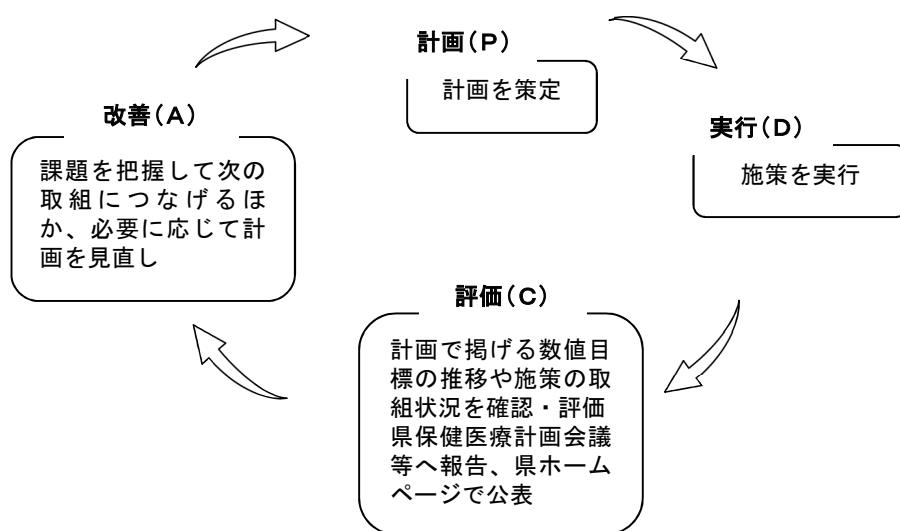 計画(P)
計画を策定
実行(D)
施策を実行
評価(C)
計画で掲げる数値目
標の推移や施策の取
組状況を確認・評価
県保健医療計画会議
等へ報告、県ホーム
ページで公表
改善(A)
課題を把握して次の
取組につなげるほ
か、必要に応じて計
画を見直し